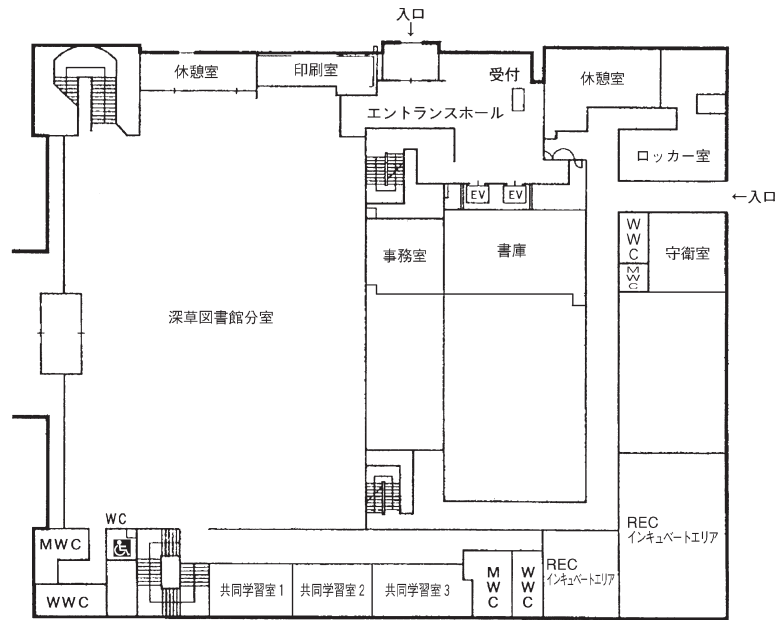 入口
↓
休憩室
印刷室
受付
休憩室
エントランスホール
ロッカー室
EV
EV
←入口
WWC
守衛室
MWC
事務室
書庫
深草図書館分室
WC
MWC
WWC
REC
インキュベートエリア
REC
インキュベートエリア
共同学習室1
共同学習室2
共同学習室3
MWC
WWC